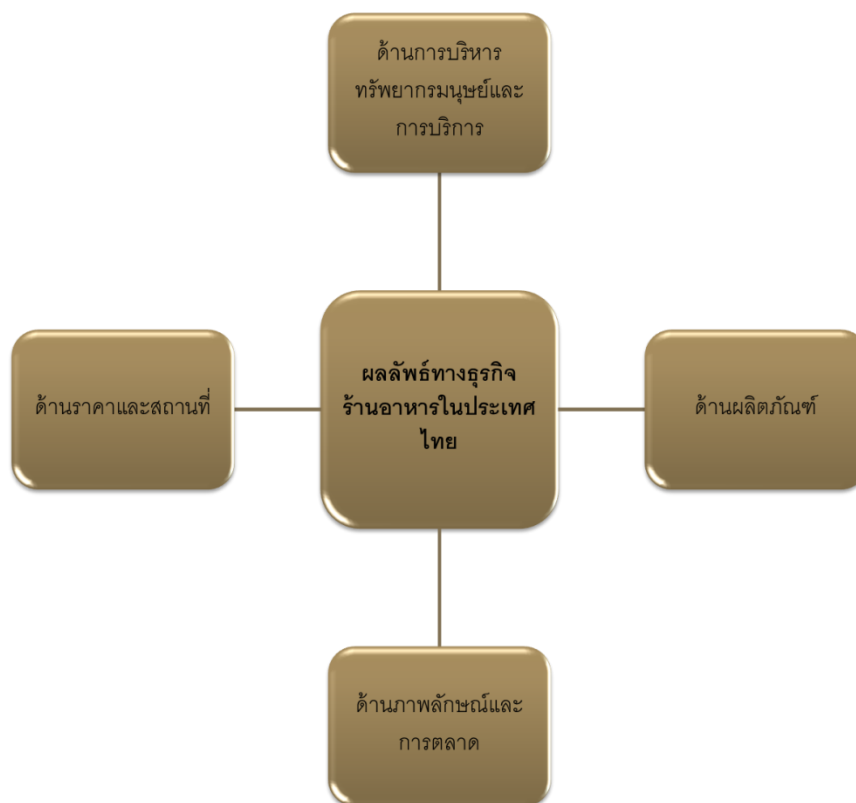 ด้านการบริหาร
ทรัพยากรมนุษย์และ
การบริการ
ผลลัพธ์ทางธุรกิจ
ร้านอาหารในประเทศ
ไทย
ด้านราคาและสถานที่
ด้านผลิตภัณฑ์
ด้านภาพลักษณ์และ
การตลาด